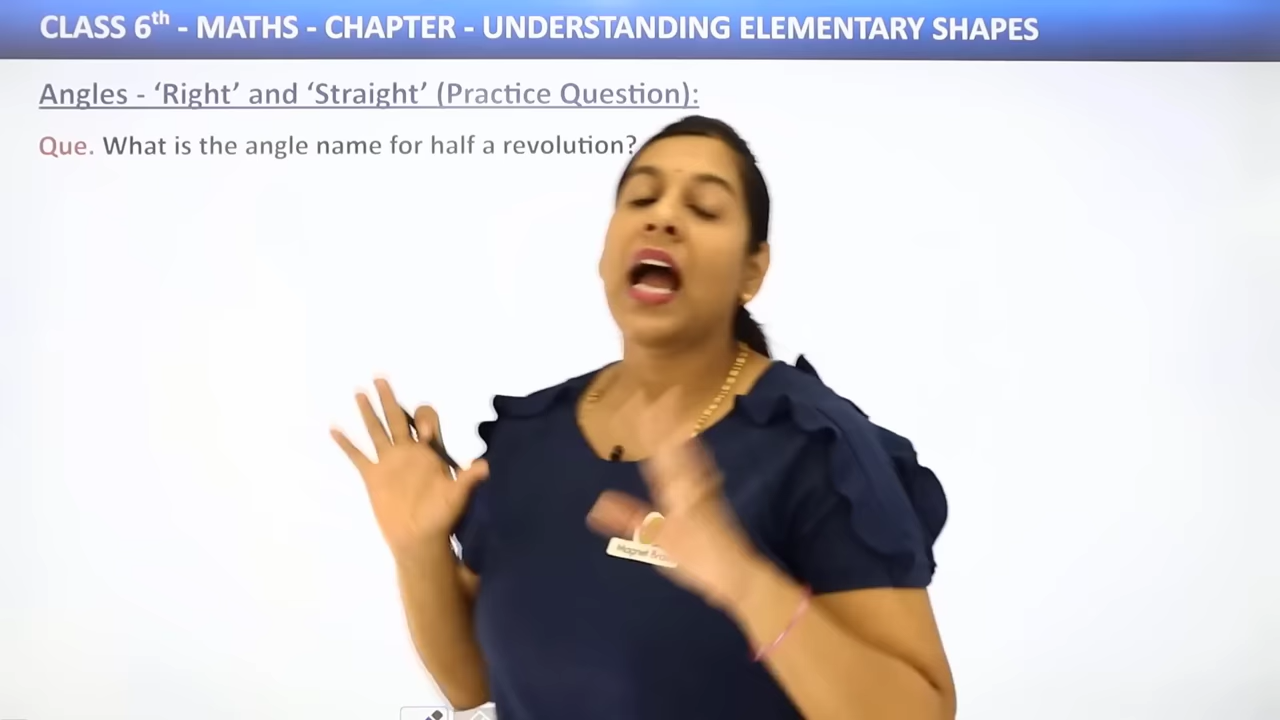 CLASS 6th - MATHS - CHAPTER - UNDERSTANDING ELEMENTARY SHAPES
Angles - ‘Right’ and ‘Straight’ (Practice Question):
Que. What is the angle name for half a revolution?
Magnet